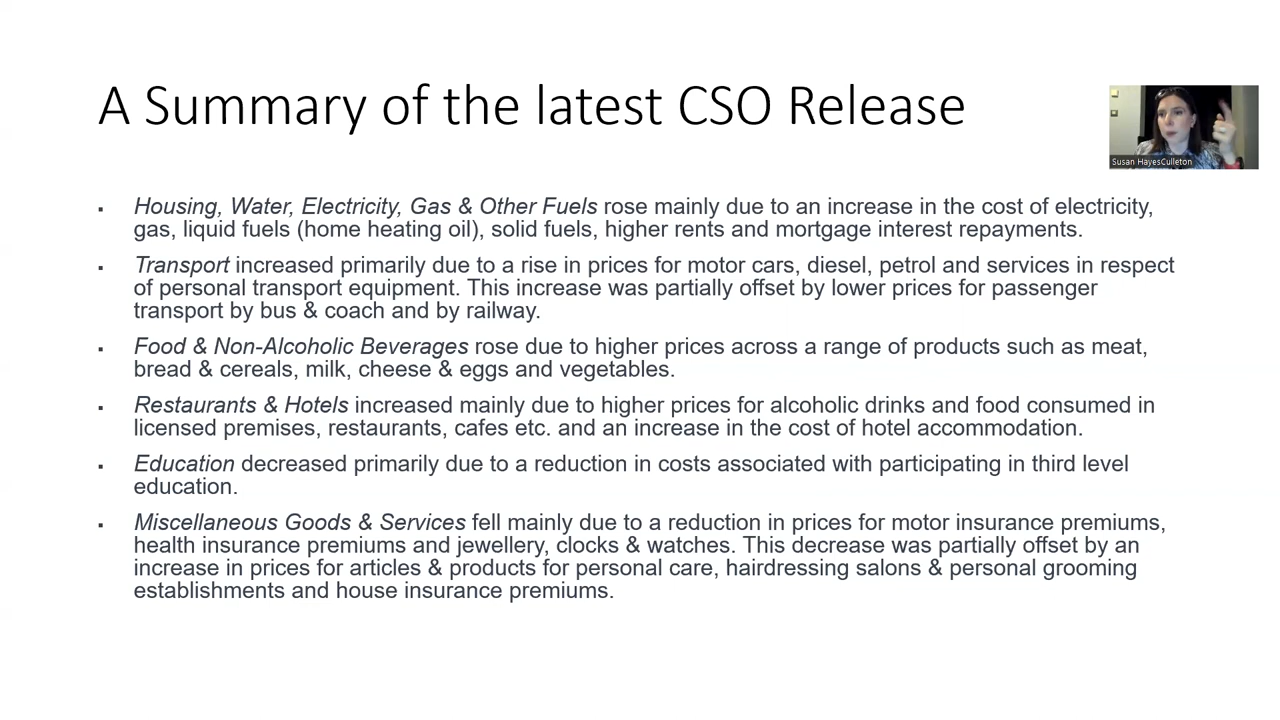 A Summary of the latest CSO Release
Susan HayesCulleton
▪ Housing, Water, Electricity, Gas & Other Fuels rose mainly due to an increase in the cost of electricity,
gas, liquid fuels (home heating oil), solid fuels, higher rents and mortgage interest repayments.
▪ Transport increased primarily due to a rise in prices for motor cars, diesel, petrol and services in respect
of personal transport equipment. This increase was partially offset by lower prices for passenger
transport by bus & coach and by railway.
▪ Food & Non-Alcoholic Beverages rose due to higher prices across a range of products such as meat,
bread & cereals, milk, cheese & eggs and vegetables.
▪ Restaurants & Hotels increased mainly due to higher prices for alcoholic drinks and food consumed in
licensed premises, restaurants, cafes etc. and an increase in the cost of hotel accommodation.
▪ Education decreased primarily due to a reduction in costs associated with participating in third level
education.
▪ Miscellaneous Goods & Services fell mainly due to a reduction in prices for motor insurance premiums,
health insurance premiums and jewellery, clocks & watches. This decrease was partially offset by an
increase in prices for articles & products for personal care, hairdressing salons & personal grooming
establishments and house insurance premiums.